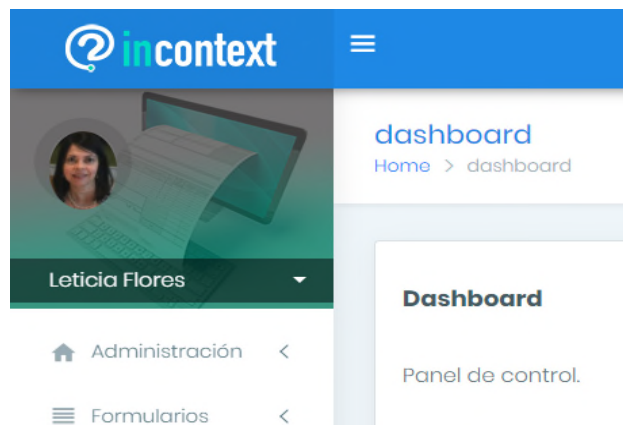 incontext
dashboard
Home > dashboard
Leticia Flores
Administración
Formularios
Dashboard
Panel de control.